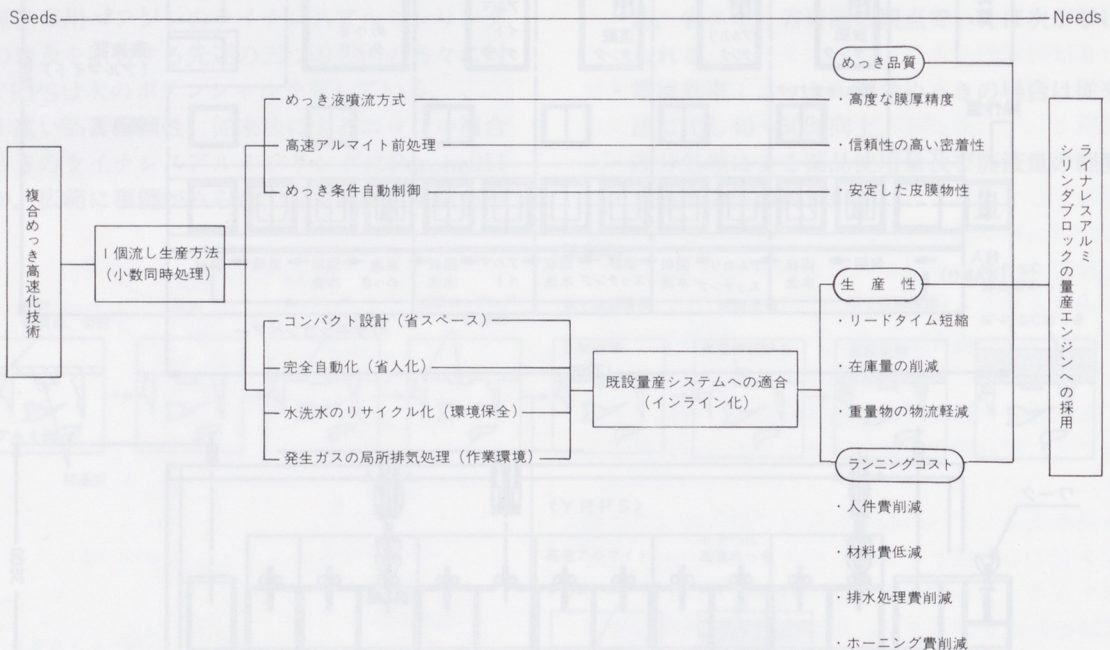 Seeds
Needs
複合めっき高速化技術
1個流し生産方法
(小数同時処理)
めっき液噴流方式
高速アルマイト前処理
めっき条件自動制御
コンパクト設計(省スペース)
完全自動化(省人化)
水洗水のリサイクル化(環境保全)
発生ガスの局所排気処理(作業環境)
既設量産システムへの適合
(インライン化)
めっき品質
・高度な膜厚精度
・信頼性の高い密着性
・安定した皮膜物性
生産性
・リードタイム短縮
・在庫量の削減
・重量物の物流軽減
ランニングコスト
・人件費削減
・材料費低減
・排水処理費削減
・ホーニング費削減
ライナレスアルミ
シリンダブロックの量産エンジンへの採用